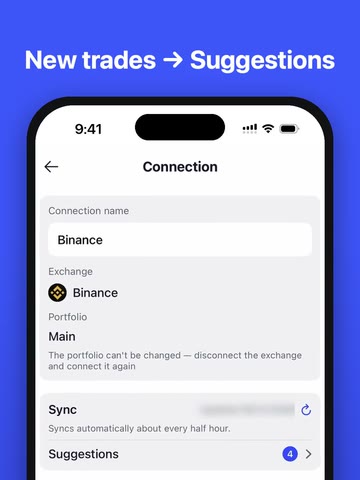 New trades → Suggestions
9:41
Connection
Connection name
Binance
Exchange
Binance
Portfolio
Main
The portfolio can't be changed — disconnect the exchange
and connect it again
Sync
Syncs automatically about every half hour.
Suggestions 4